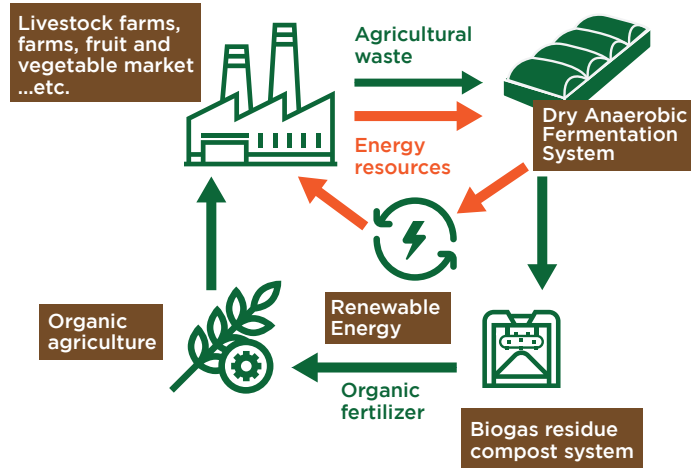 Livestock farms,
farms, fruit and
vegetable market
...etc.
Agricultural
waste
Energy
resources
Dry Anaerobic
Fermentation
System
Renewable
Energy
Organic
agriculture
Organic
fertilizer
Biogas residue
compost system